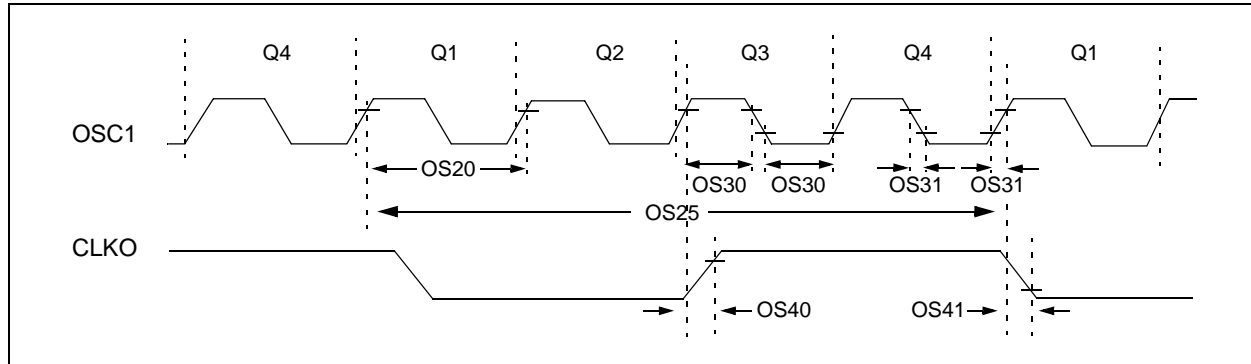 Q4 Q1 Q2 Q3 Q4 Q1
OSC1
OS20 OS30 OS30 OS31 OS31
OS25
CLKO
OS40 OS41